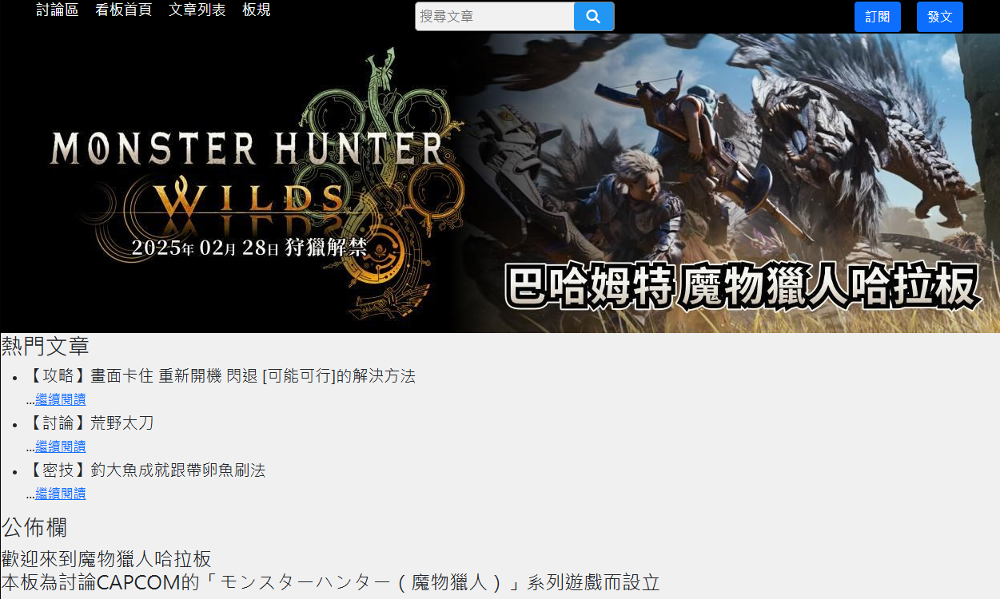 討論區 看板首頁 文章列表 板規
搜尋文章
訂閱 發文
MONSTER HUNTER
WILDS
2025年 02月 28日 狩獵解禁
巴哈姆特 魔物獵人哈拉板
熱門文章
【攻略】畫面卡住 重新開機 閃退 [可能可行]的解決方法
...繼續閱讀
【討論】荒野太刀
...繼續閱讀
【密技】釣大魚成就跟帶卵魚刷法
...繼續閱讀
公佈欄
歡迎來到魔物獵人哈拉板
本板為討論CAPCOM的「モンスターハンター（魔物獵人）」系列遊戲而設立